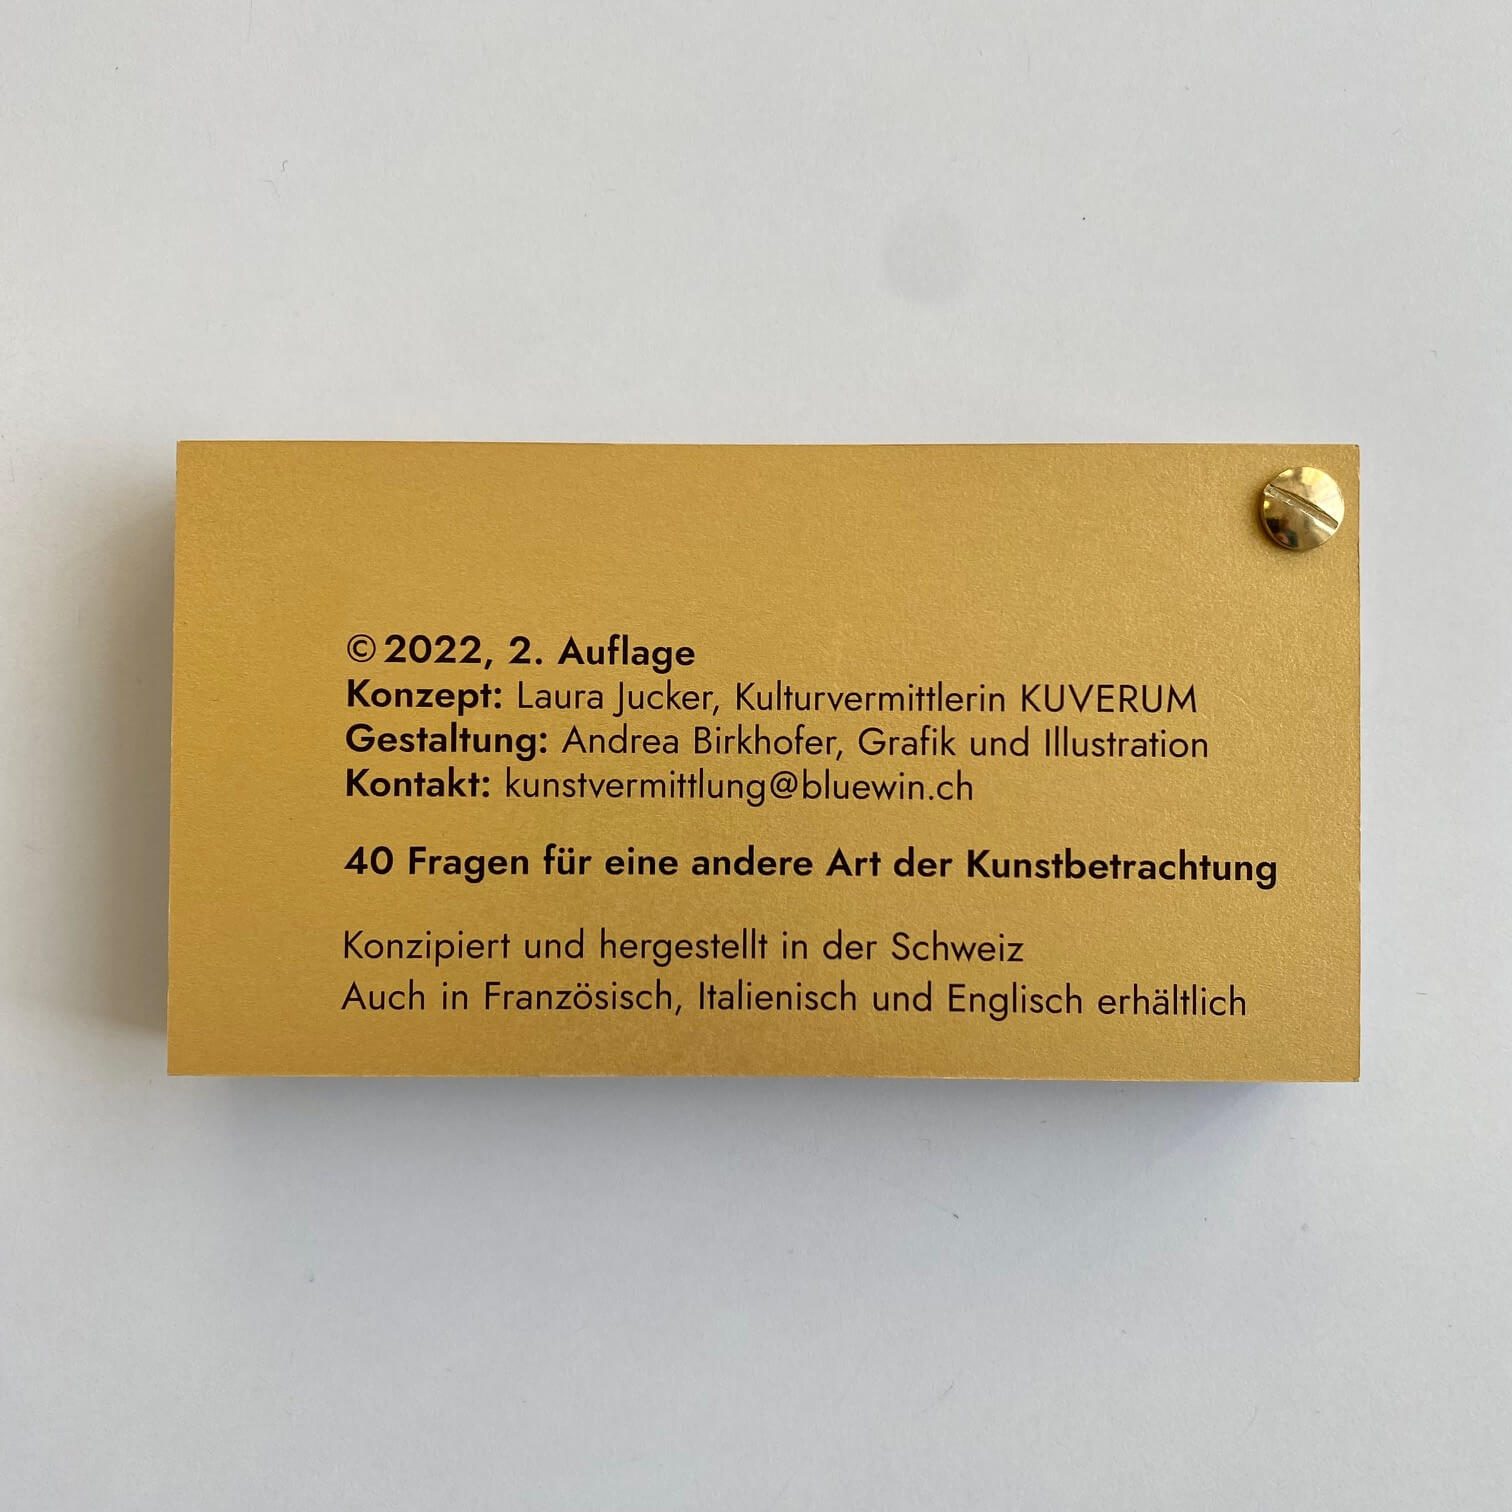 © 2022, 2. Auflage
Konzept: Laura Jucker, Kulturvermittlerin KUVERUM
Gestaltung: Andrea Birkhofer, Grafik und Illustration
Kontakt: kunstvermittlung@bluewin.ch
40 Fragen für eine andere Art der Kunstbetrachtung
Konzipiert und hergestellt in der Schweiz
Auch in Französisch, Italienisch und Englisch erhältlich